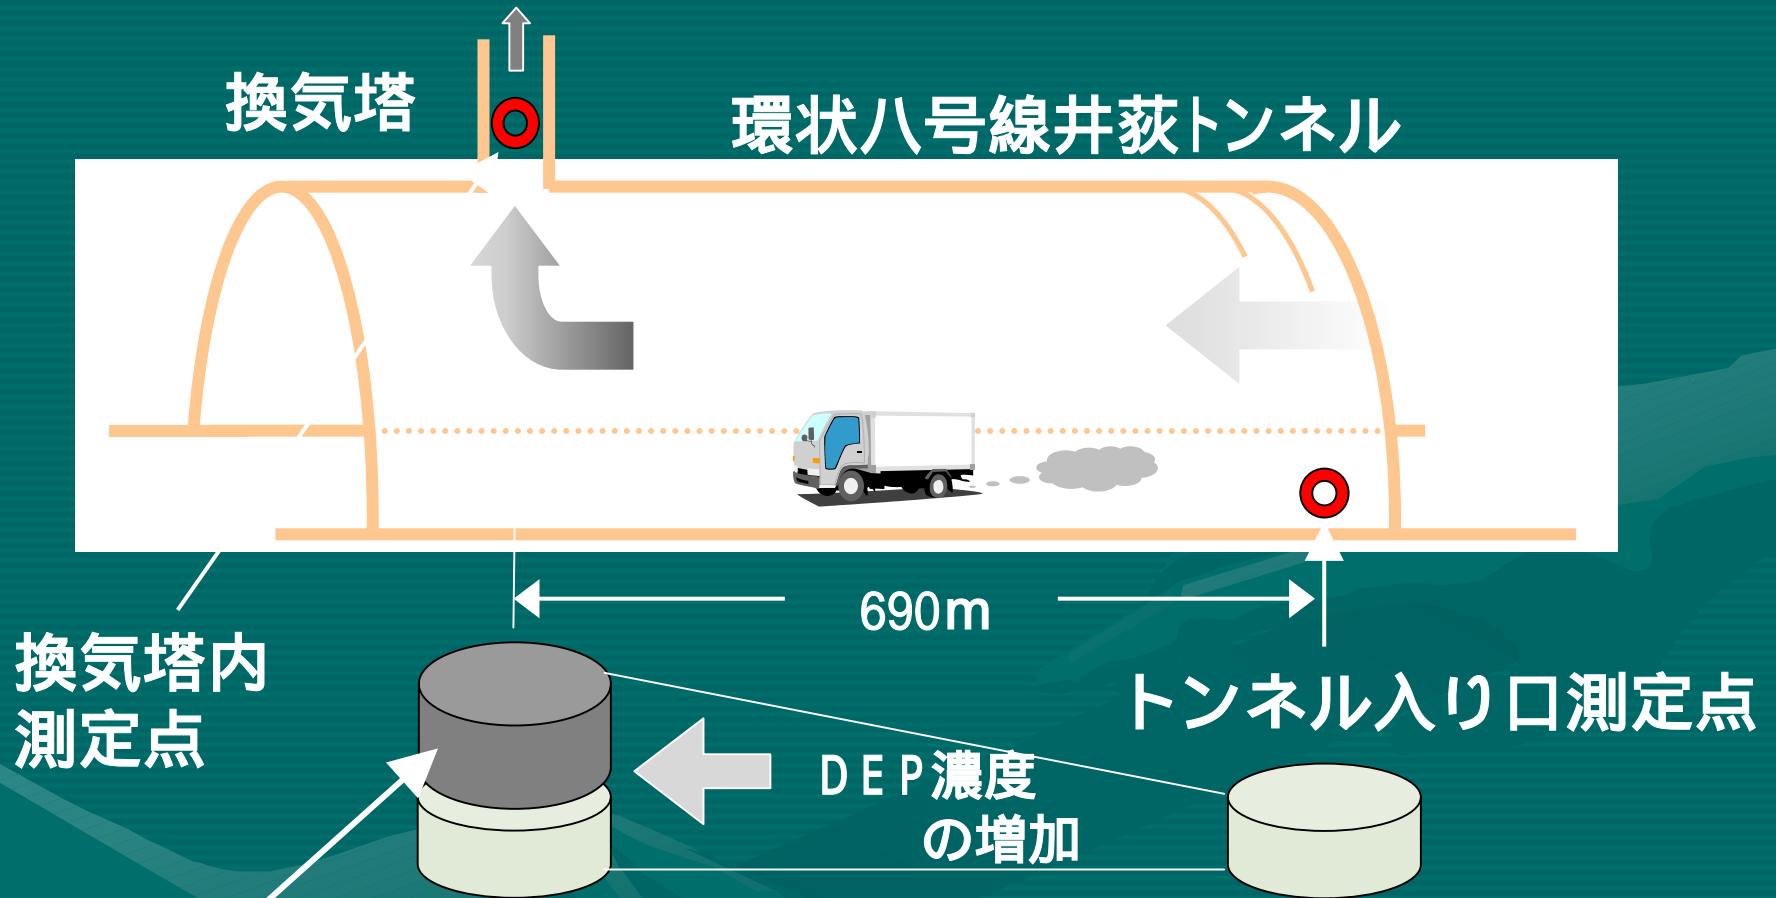 換気塔
環状八号線井荻トンネル
690m
換気塔内
測定点
トンネル入り口測定点
DEP濃度
の増加